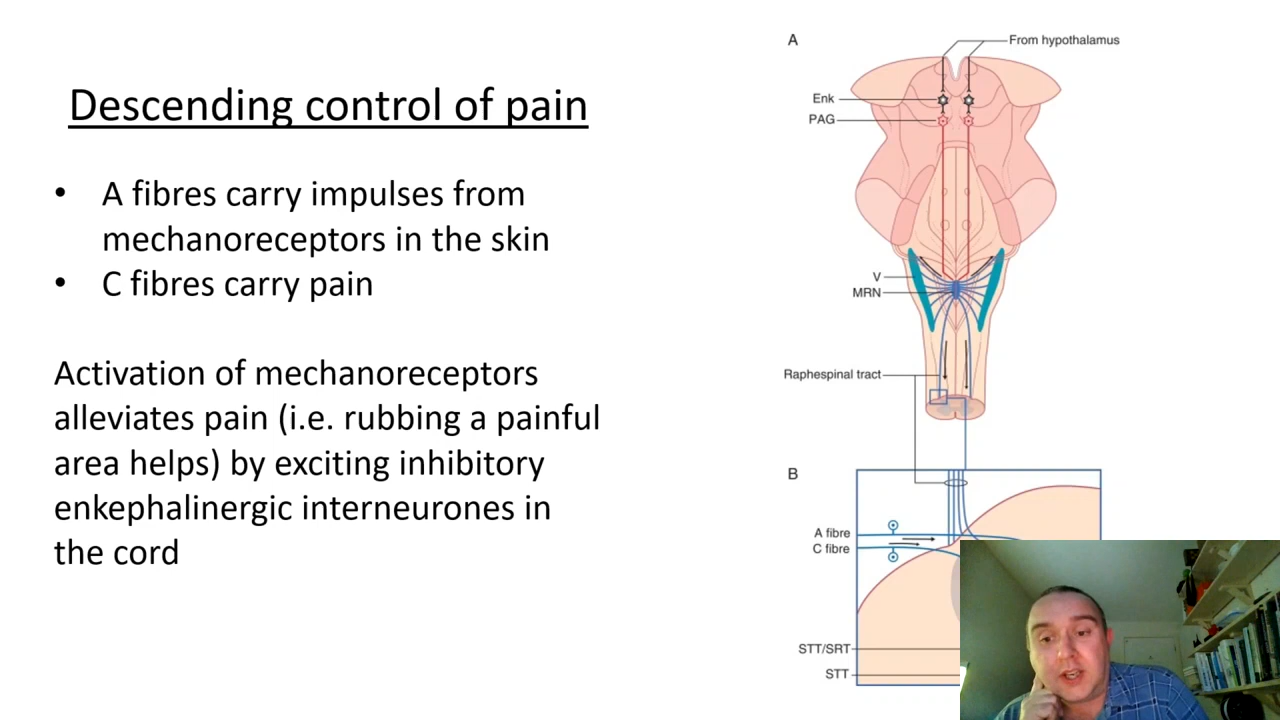 Descending control of pain
• A fibres carry impulses from
mechanoreceptors in the skin
• C fibres carry pain
Activation of mechanoreceptors
alleviates pain (i.e. rubbing a painful
area helps) by exciting inhibitory
enkephalinergic interneurones in
the cord
A
From hypothalamus
Enk
PAG
V
MRN
Raphespinal tract
B
A fibre
C fibre
STT/SRT
STT